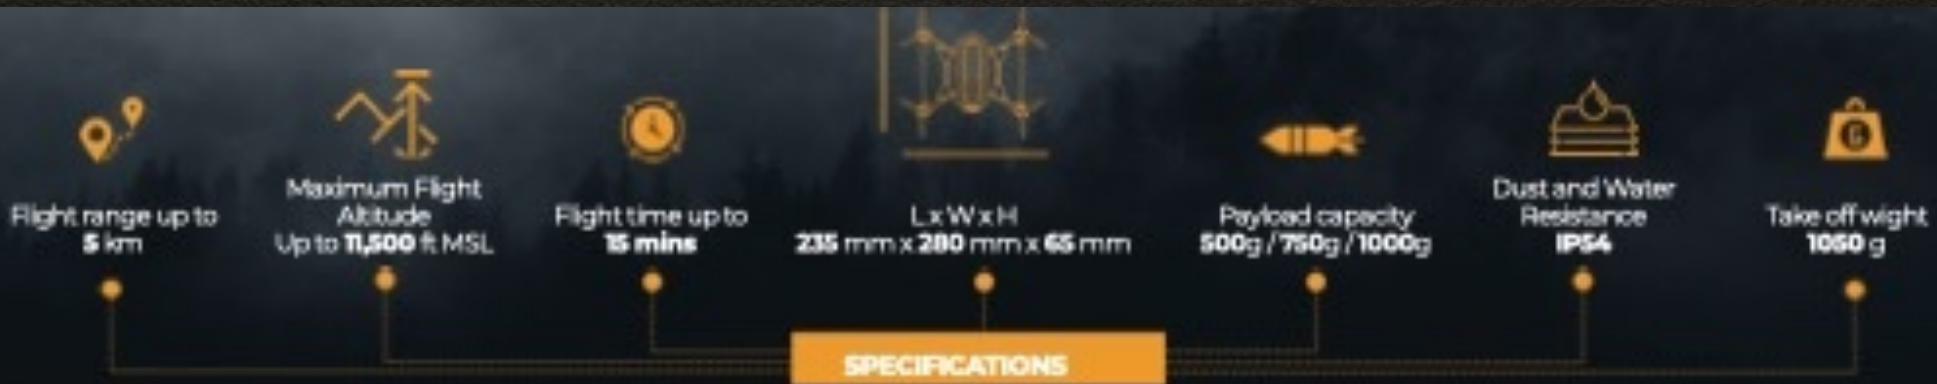 Flight range up to
5 km
Maximum Flight
Altitude
Up to 11,500 ft MSL
Flight time up to
15 mins
L x W x H
235 mm x 280 mm x 65 mm
Payload capacity
500g / 750g / 1000g
Dust and Water
Resistance
IP54
Take off wight
1050 g
SPECIFICATIONS